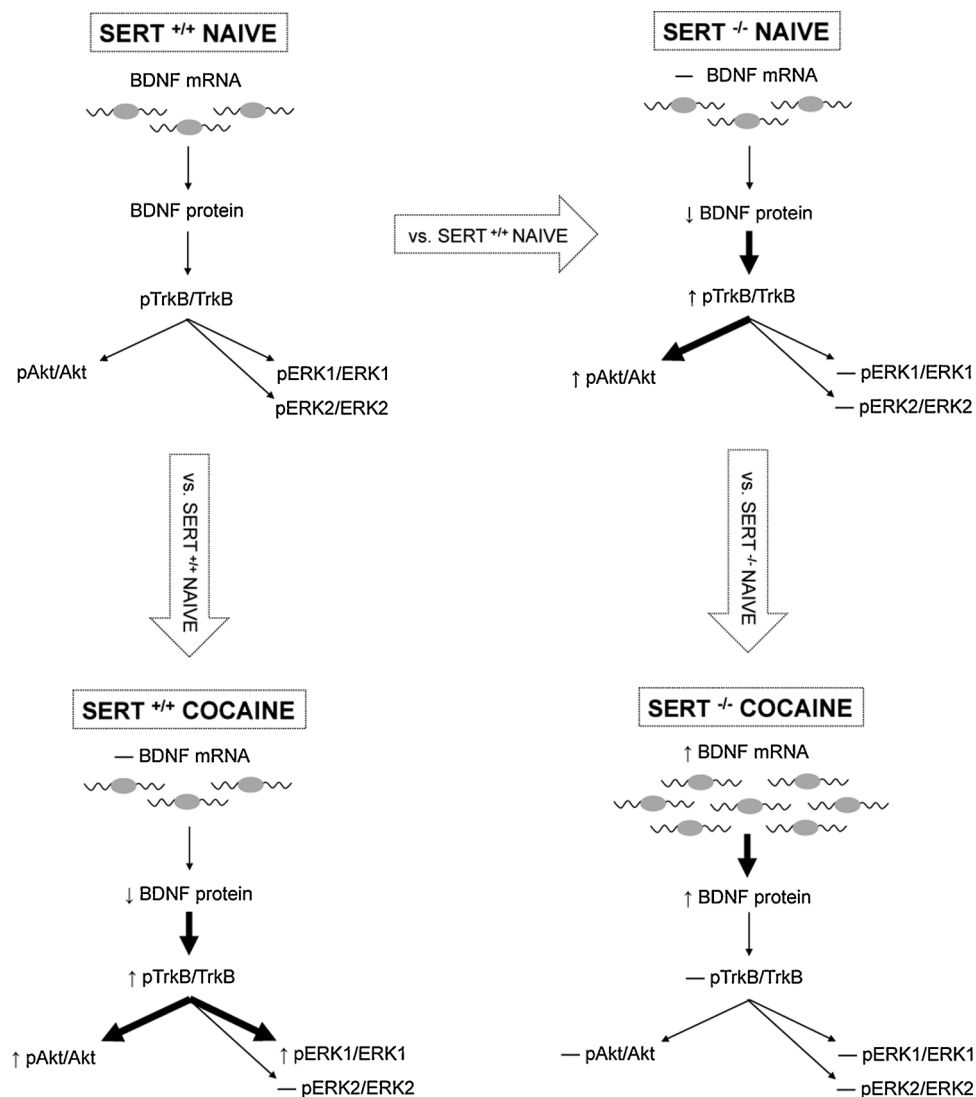 SERT +/+ NAIVE
BDNF mRNA
BDNF protein
pTrkB/TrkB
pAkt/Akt
pERK1/ERK1
pERK2/ERK2
vs. SERT +/+ NAIVE
SERT -/- NAIVE
— BDNF mRNA
↓ BDNF protein
↑ pTrkB/TrkB
↑ pAkt/Akt
— pERK1/ERK1
— pERK2/ERK2
vs. SERT +/+ NAIVE
vs. SERT -/- NAIVE
SERT +/+ COCAINE
— BDNF mRNA
↓ BDNF protein
↑ pTrkB/TrkB
↑ pAkt/Akt
↑ pERK1/ERK1
— pERK2/ERK2
SERT -/- COCAINE
↑ BDNF mRNA
↑ BDNF protein
— pTrkB/TrkB
— pAkt/Akt
— pERK1/ERK1
— pERK2/ERK2